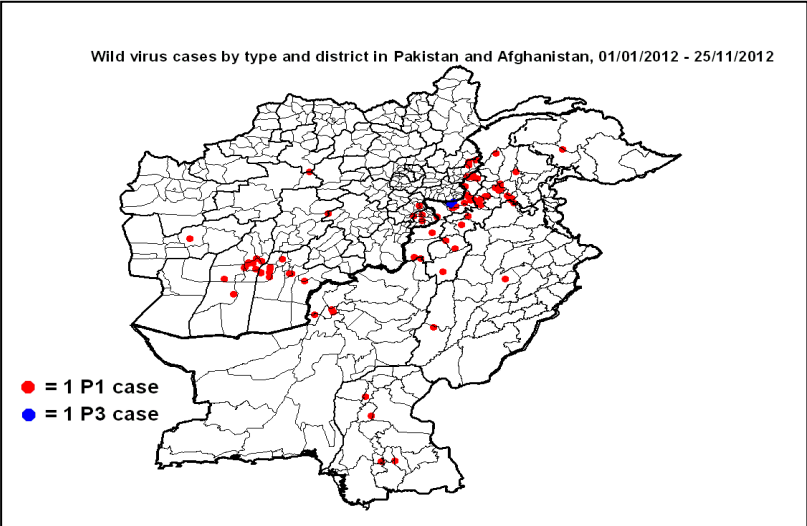 Wild virus cases by type and district in Pakistan and Afghanistan, 01/01/2012 - 25/11/2012
= 1 P1 case
= 1 P3 case